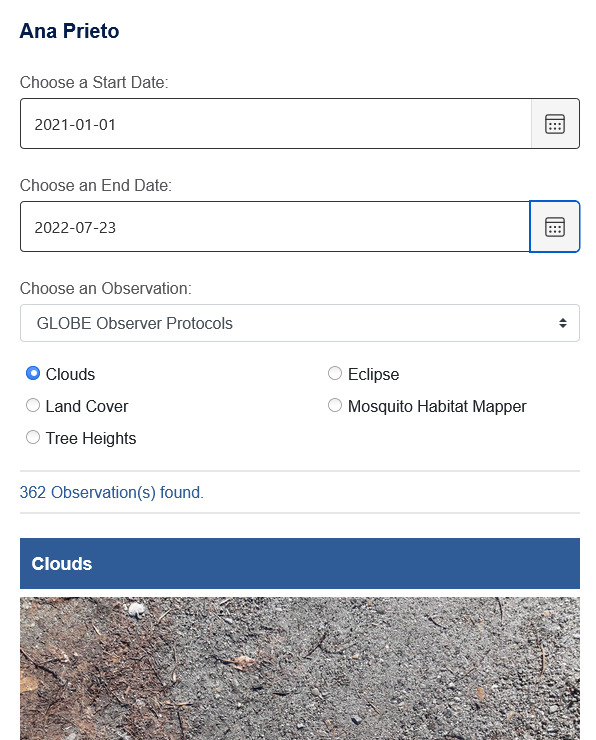 Ana Prieto
Choose a Start Date:
2021-01-01
Choose an End Date:
2022-07-23
Choose an Observation:
GLOBE Observer Protocols
Clouds
Eclipse
Land Cover
Mosquito Habitat Mapper
Tree Heights
362 Observation(s) found.
Clouds